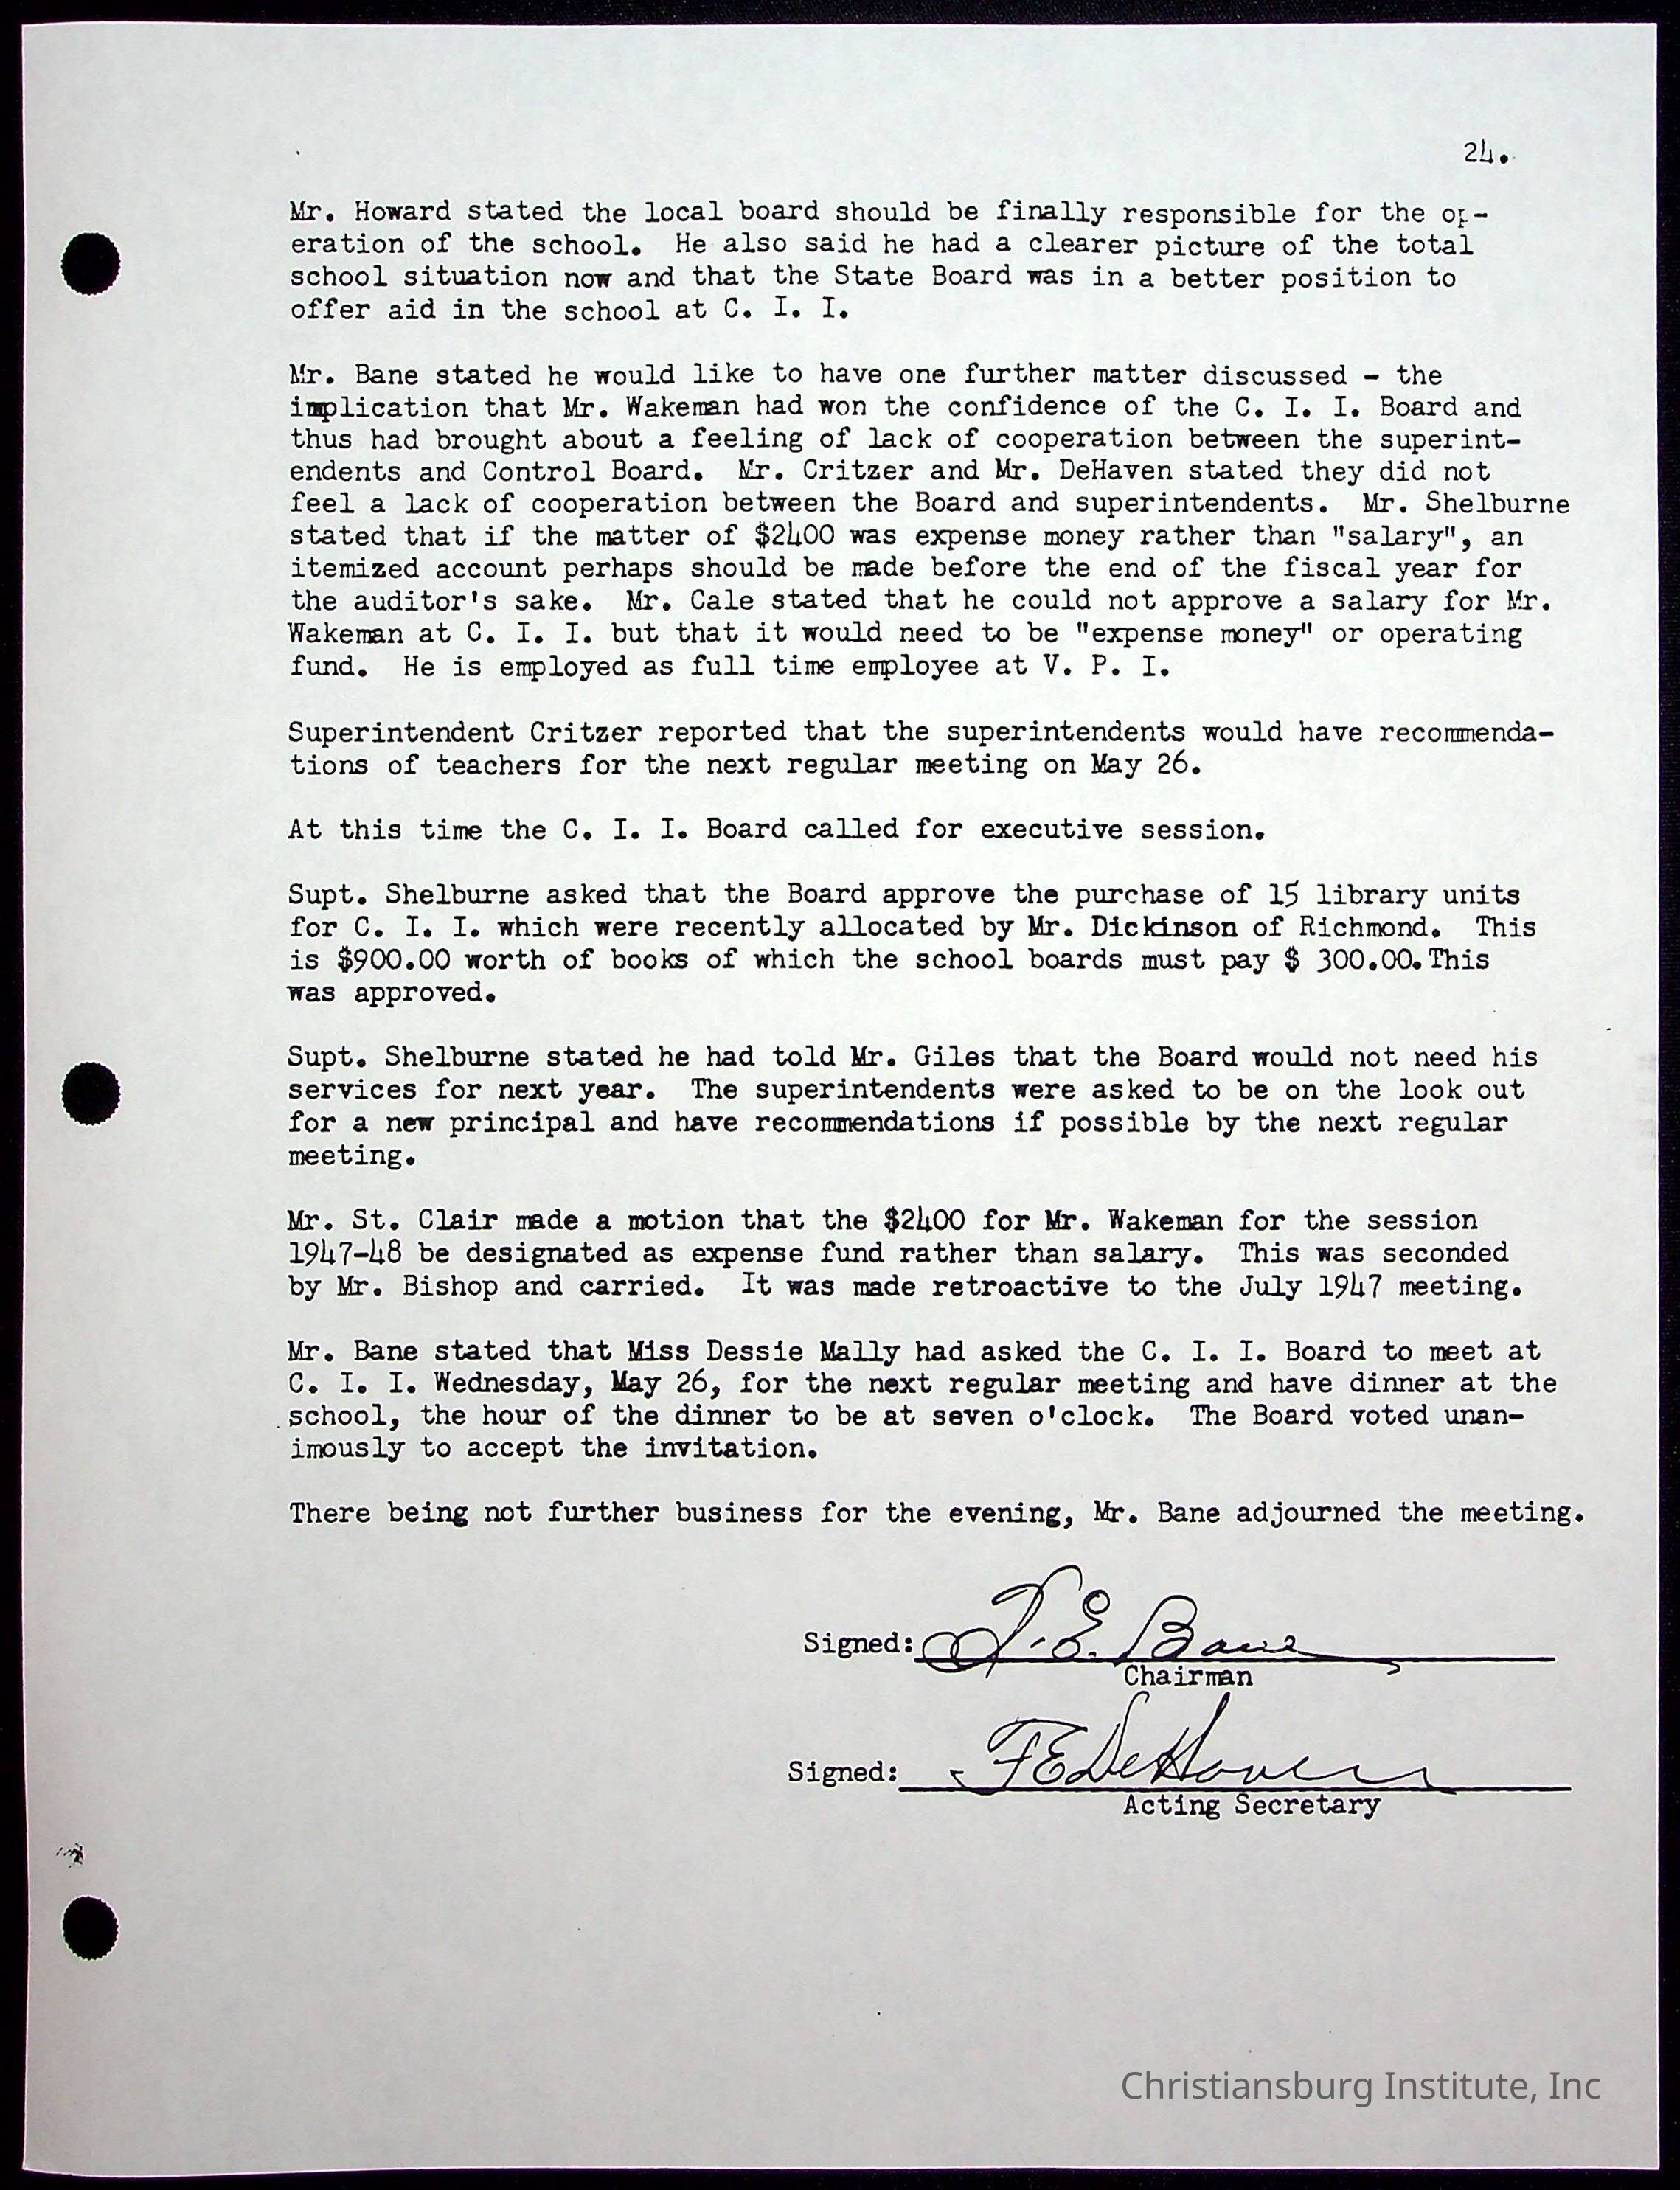 24.
Mr. Howard stated the local board should be finally responsible for the op-
eration of the school. He also said he had a clearer picture of the total
school situation now and that the State Board was in a better position to
offer aid in the school at C. I. I.
Mr. Bane stated he would like to have one further matter discussed - the
implication that Mr. Wakeman had won the confidence of the C. I. I. Board and
thus had brought about a feeling of lack of cooperation between the superint-
endents and Control Board. Mr. Critzer and Mr. DeHaven stated they did not
feel a lack of cooperation between the Board and superintendents. Mr. Shelburne
stated that if the matter of $2400 was expense money rather than "salary", an
itemized account perhaps should be made before the end of the fiscal year for
the auditor's sake. Mr. Cale stated that he could not approve a salary for Mr.
Wakeman at C. I. I. but that it would need to be "expense money" or operating
fund. He is employed as full time employee at V. P. I.
Superintendent Critzer reported that the superintendents would have recommenda-
tions of teachers for the next regular meeting on May 26.
At this time the C. I. I. Board called for executive session.
Supt. Shelburne asked that the Board approve the purchase of 15 library units
for C. I. I. which were recently allocated by Mr. Dickinson of Richmond. This
is $900.00 worth of books of which the school boards must pay $ 300.00.This
was approved.
Supt. Shelburne stated he had told Mr. Giles that the Board would not need his
services for next year. The superintendents were asked to be on the look out
for a new principal and have recommendations if possible by the next regular
meeting.
Mr. St. Clair made a motion that the $2400 for Mr. Wakeman for the session
1947-48 be designated as expense fund rather than salary. This was seconded
by Mr. Bishop and carried. It was made retroactive to the July 1947 meeting.
Mr. Bane stated that Miss Dessie Mally had asked the C. I. I. Board to meet at
C. I. I. Wednesday, May 26, for the next regular meeting and have dinner at the
school, the hour of the dinner to be at seven o'clock. The Board voted unan-
imously to accept the invitation.
There being not further business for the evening, Mr. Bane adjourned the meeting.
Signed: E. Bane
Chairman
Signed: F E DeHaven
Acting Secretary
Christiansburg Institute, Inc